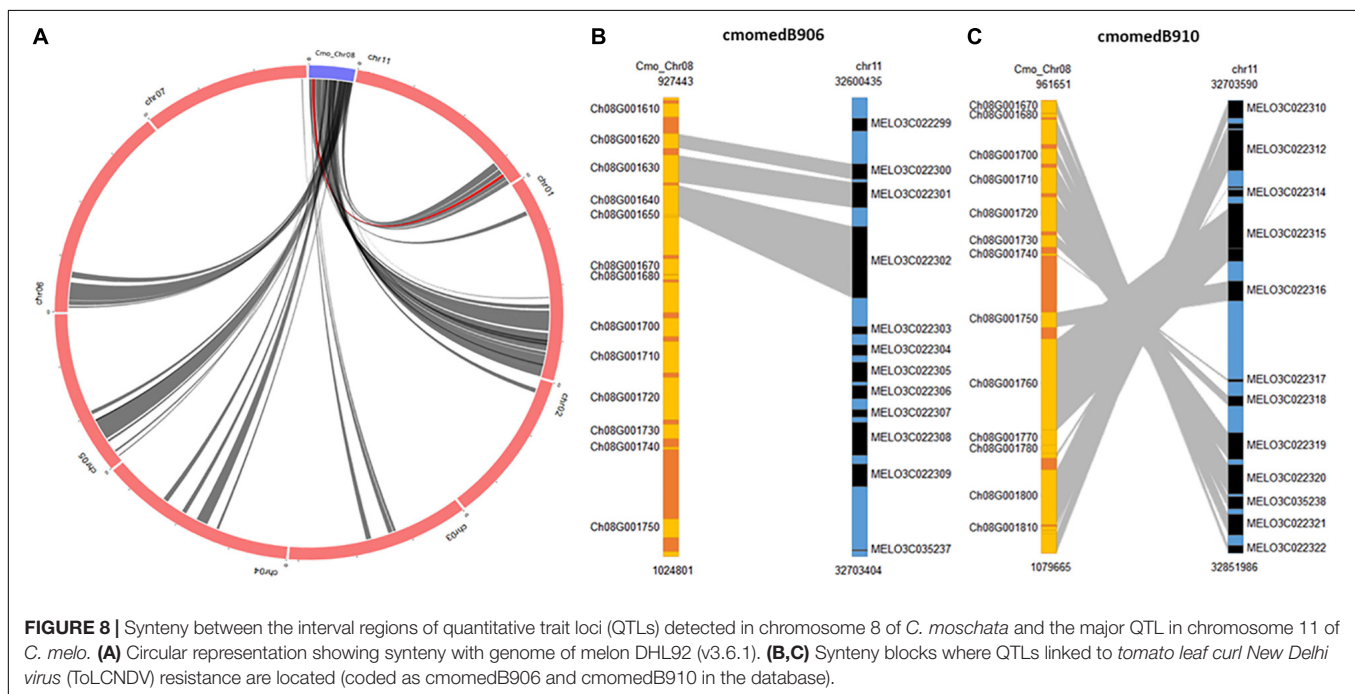 A
Cmo_Chr08
chr11
chr01
chr02
chr03
chr04
chr05
chr06
chr07
0
0
0
0
0
0
0
B
cmomedB906
Cmo_Chr08
927443
chr11
32600435
Ch08G001610
Ch08G001620
Ch08G001630
Ch08G001640
Ch08G001650
Ch08G001670
Ch08G001680
Ch08G001700
Ch08G001710
Ch08G001720
Ch08G001730
Ch08G001740
Ch08G001750
1024801
MELO3C022299
MELO3C022300
MELO3C022301
MELO3C022302
MELO3C022303
MELO3C022304
MELO3C022305
MELO3C022306
MELO3C022307
MELO3C022308
MELO3C022309
MELO3C035237
32703404
C
cmomedB910
Cmo_Chr08
961651
chr11
32703590
Ch08G001670
Ch08G001680
Ch08G001700
Ch08G001710
Ch08G001720
Ch08G001730
Ch08G001740
Ch08G001750
Ch08G001760
Ch08G001770
Ch08G001780
Ch08G001800
Ch08G001810
1079665
MELO3C022310
MELO3C022312
MELO3C022314
MELO3C022315
MELO3C022316
MELO3C022317
MELO3C022318
MELO3C022319
MELO3C022320
MELO3C035238
MELO3C022321
MELO3C022322
32851986
FIGURE 8 | Synteny between the interval regions of quantitative trait loci (QTLs) detected in chromosome 8 of C. moschata and the major QTL in chromosome 11 of
C. melo. (A) Circular representation showing synteny with genome of melon DHL92 (v3.6.1). (B,C) Synteny blocks where QTLs linked to tomato leaf curl New Delhi
virus (ToLCNDV) resistance are located (coded as cmomedB906 and cmomedB910 in the database).